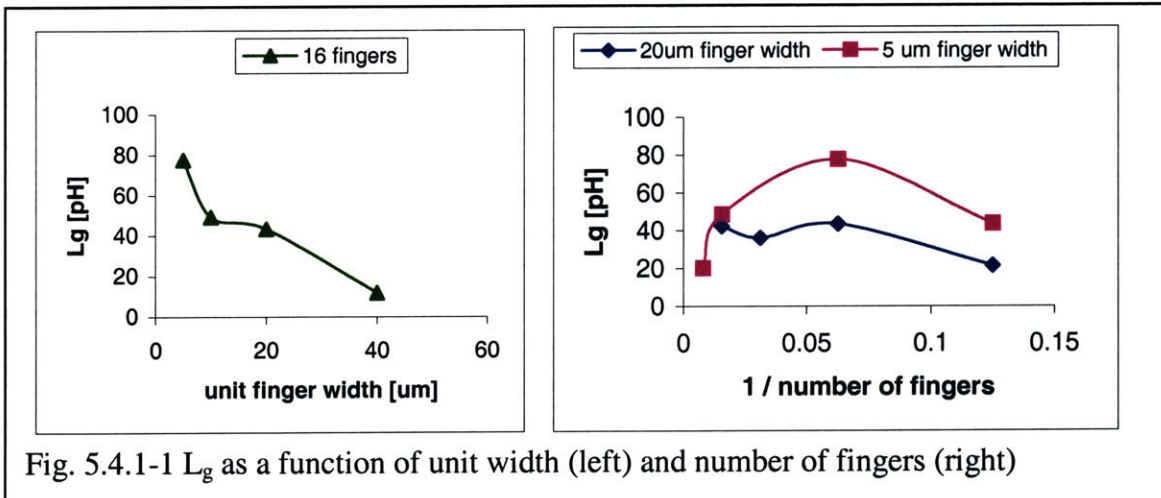 16 fingers
100
80
60
40
20
0
Lg [pH]
0 20 40 60
unit finger width [um]
20um finger width 5 um finger width
100
80
60
40
20
0
Lg [pH]
0 0.05 0.1 0.15
1 / number of fingers
Fig. 5.4.1-1 Lg as a function of unit width (left) and number of fingers (right)